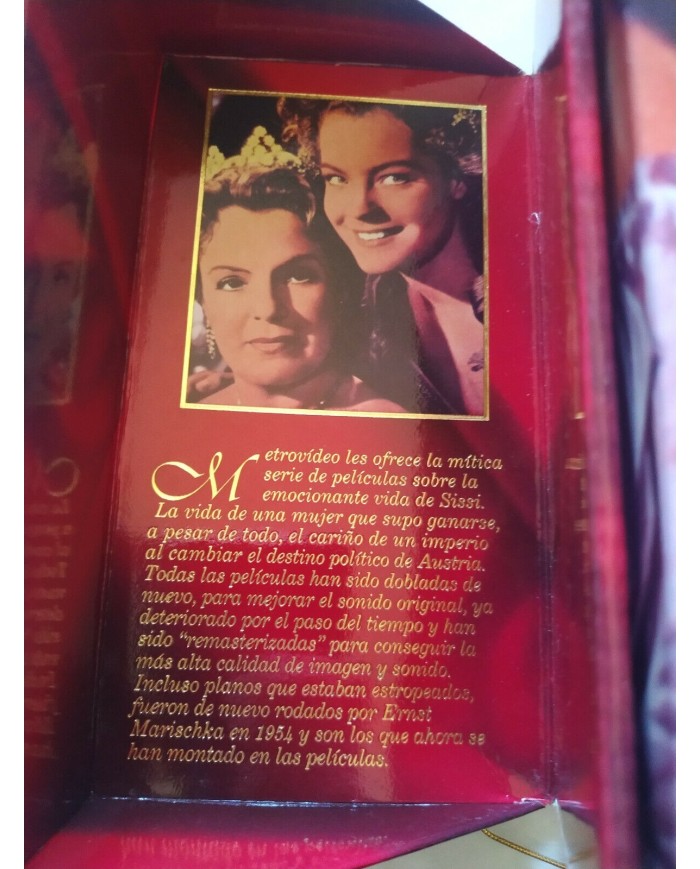 Metrovídeo les ofrece la mítica
serie de películas sobre la
emocionante vida de Sissi.
La vida de una mujer que supo ganarse,
a pesar de todo, el cariño de un imperio
al cambiar el destino político de Austria.
Todas las películas han sido dobladas de
nuevo, para mejorar el sonido original, ya
deteriorado por el paso del tiempo y han
sido "remasterizadas" para conseguir la
más alta calidad de imagen y sonido.
Incluso planos que estaban estropeados,
fueron de nuevo rodados por Ernst
Marischka en 1954 y son los que ahora se
han montado en las películas.